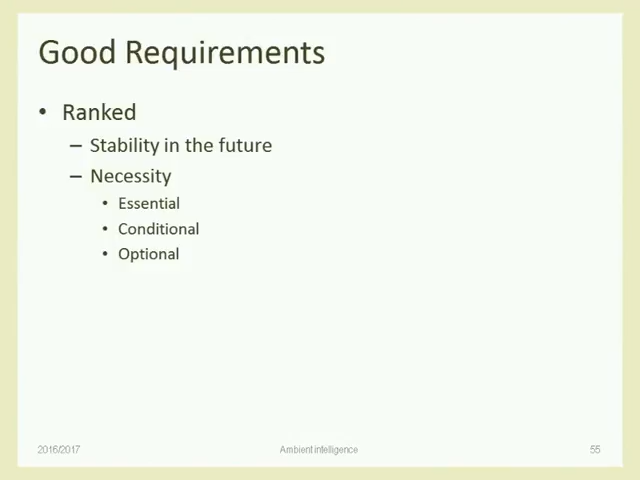 Good Requirements
• Ranked
– Stability in the future
– Necessity
• Essential
• Conditional
• Optional
2016/2017 Ambient intelligence 55